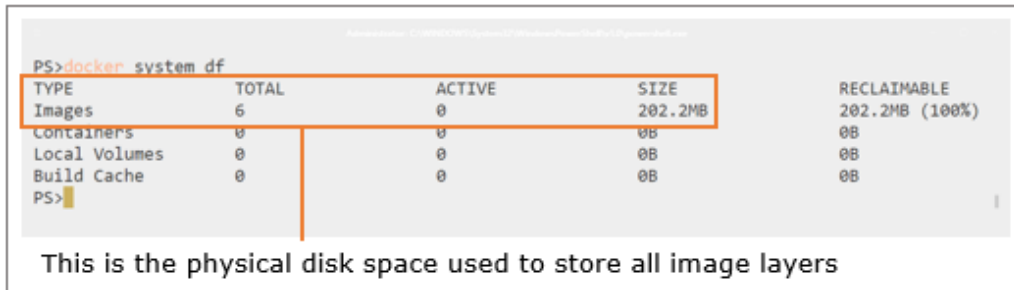 PS>docker system df
TYPE TOTAL ACTIVE SIZE RECLAIMABLE
Images 6 0 202.2MB 202.2MB (100%)
Containers 0 0 0B 0B
Local Volumes 0 0 0B 0B
Build Cache 0 0 0B 0B
PS>
This is the physical disk space used to store all image layers